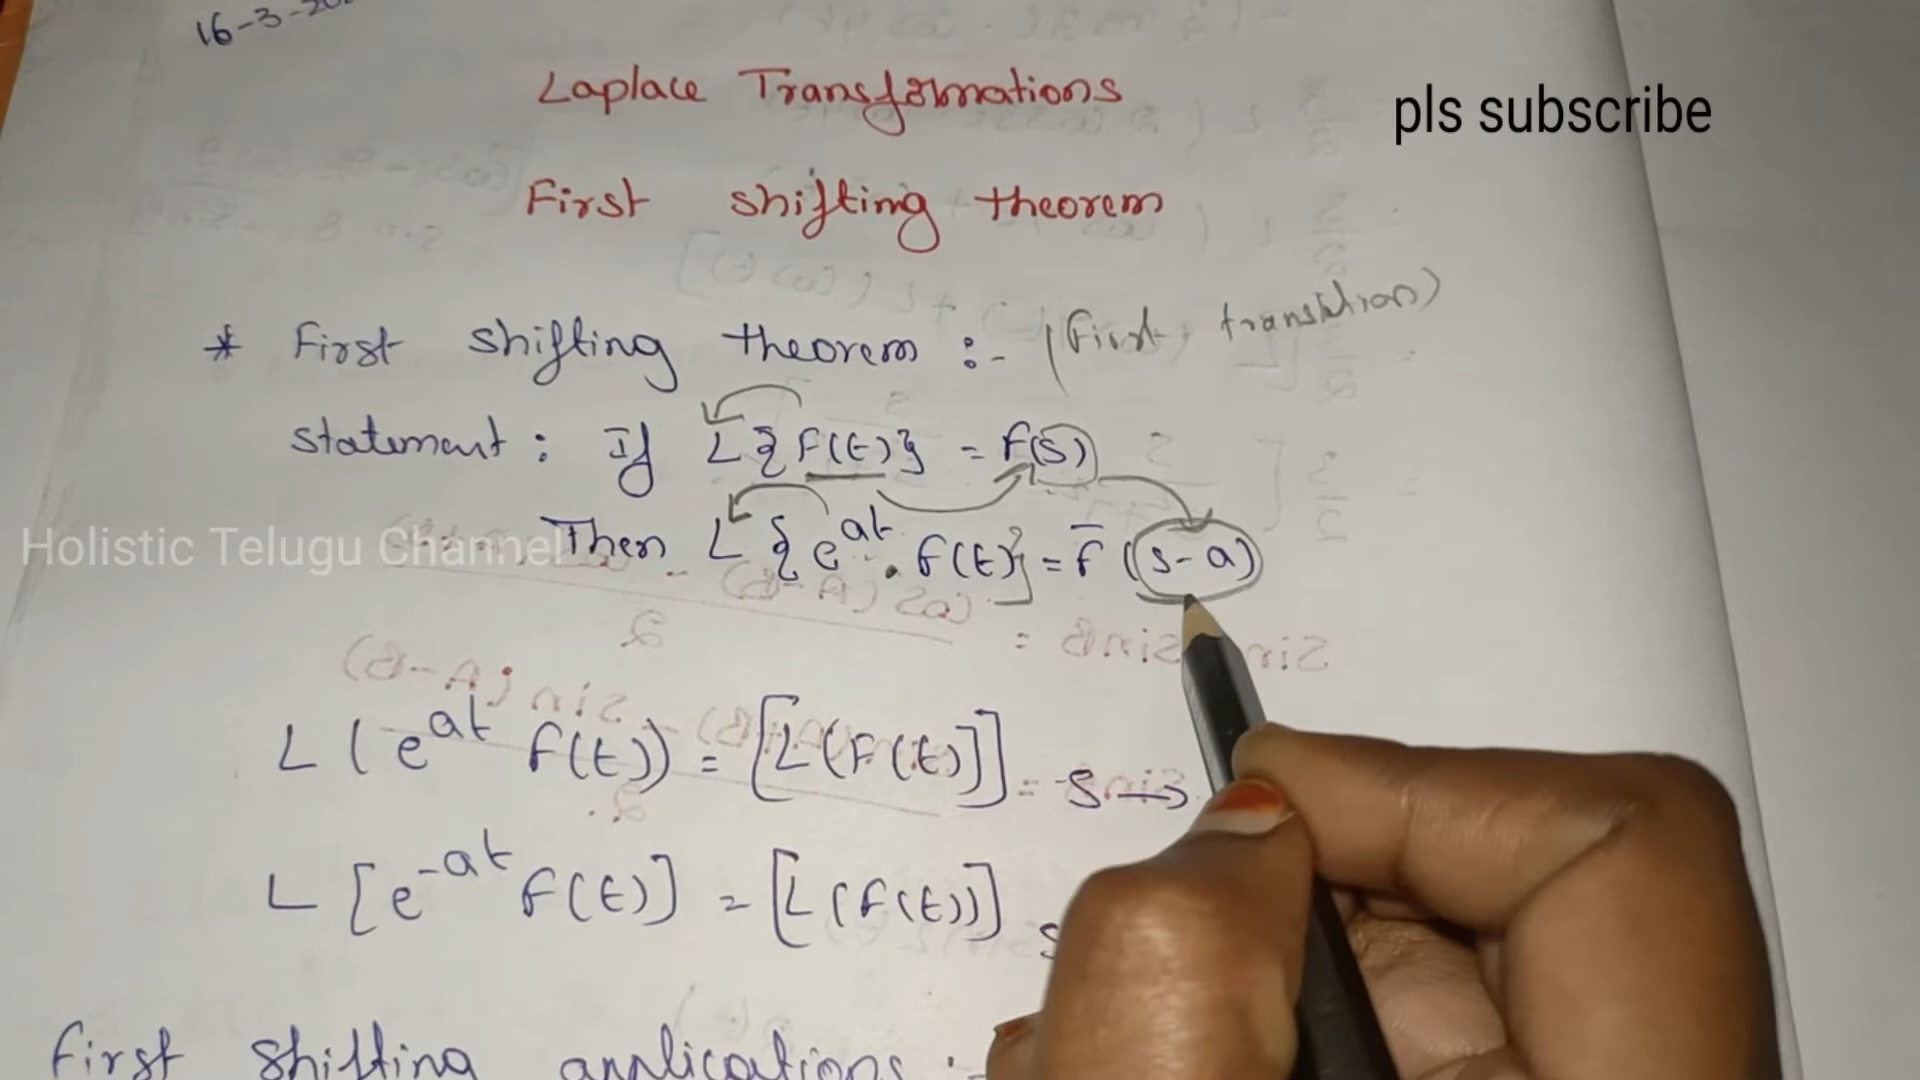 16-3-20
Laplace Transformations
pls subscribe
First shifting theorem
* First shifting theorem :- (First translation)
statement : If L{F(t)} = f(s)
Holistic Telugu Channel
Then L {e^at . f(t)} = f̄ (s-a)
L (e^at f(t)) = [L(F(t)]] s→
L [e^-at f(t)] = [L(f(t))] s
First shifting applications :-